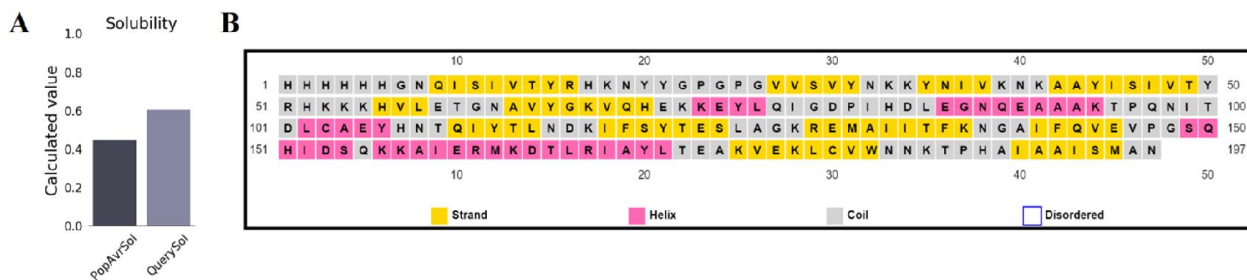 A
Solubility
Calculated value
1.0
0.8
0.6
0.4
0.2
0.0
PopAvrSol
QuerySol
B
10 20 30 40 50
1 H H H H H H G N Q I S I V T Y R H K N Y Y G P G P G V V S V Y N K K Y N I V K N K A A Y I S I V T Y 50
51 R H K K K H V L E T G N A V Y G K V Q H E K K E Y L Q I G D P I H D L E G N Q E A A A K T P Q N I T 100
101 D L C A E Y H N T Q I Y T L N D K I F S Y T E S L A G K R E M A I I T F K N G A I F Q V E V P G S Q 150
151 H I D S Q K K A I E R M K D T L R I A Y L T E A K V E K L C V W N N K T P H A I A A I S M A N 197
10 20 30 40 50
Strand Helix Coil Disordered